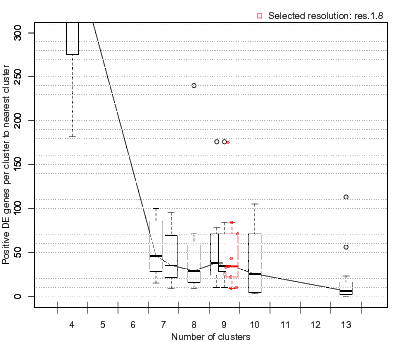 Selected resolution: res.1.8
Positive DE genes per cluster to nearest cluster
300
250
200
150
100
50
0
4 5 6 7 8 9 10 11 12 13
Number of clusters